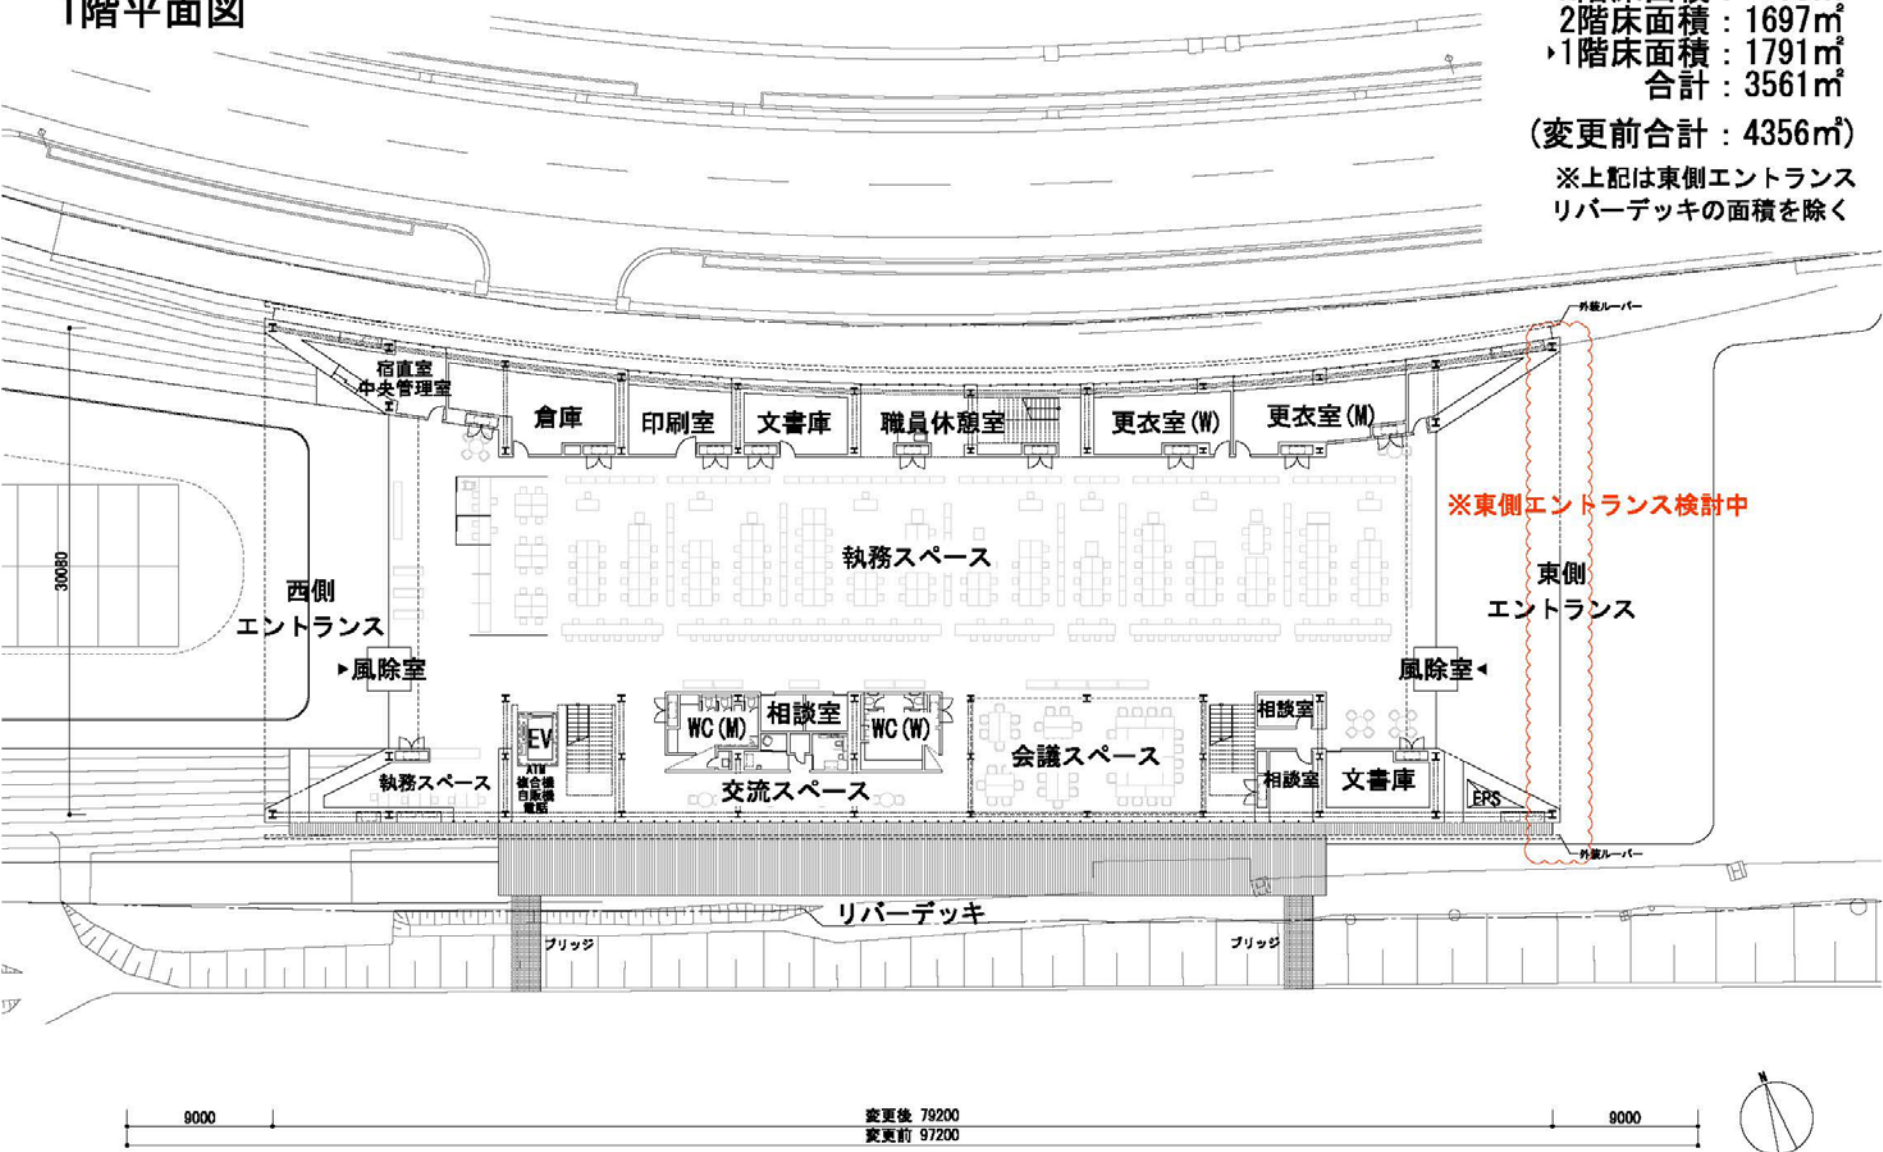 1階平面図
2階床面積：1697㎡
▸1階床面積：1791㎡
合計：3561㎡
(変更前合計：4356㎡)
※上記は東側エントランス
リバーデッキの面積を除く
外装ルーバー
宿直室
中央管理室
倉庫
印刷室
文書庫
職員休憩室
更衣室(W)
更衣室(M)
※東側エントランス検討中
執務スペース
30080
西側
エントランス
東側
エントランス
▸風除室
風除室◂
WC(M)
相談室
WC(W)
相談室
EV
会議スペース
ATM
複合機
自販機
電話
執務スペース
交流スペース
相談室
文書庫
EPS
外装ルーバー
リバーデッキ
ブリッジ
ブリッジ
N
9000
変更後 79200
9000
変更前 97200